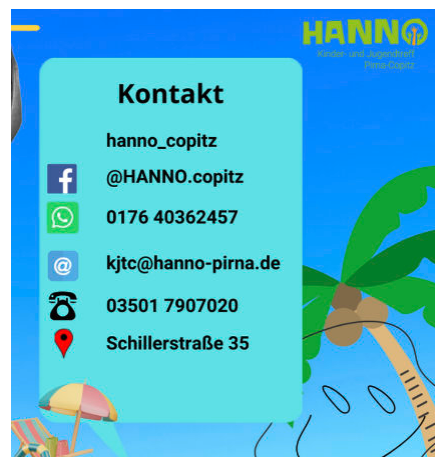 HANNO
Kinder- und Jugendtreff
Pirna-Copitz
Kontakt
hanno_copitz
@HANNO.copitz
0176 40362457
kjtc@hanno-pirna.de
03501 7907020
Schillerstraße 35